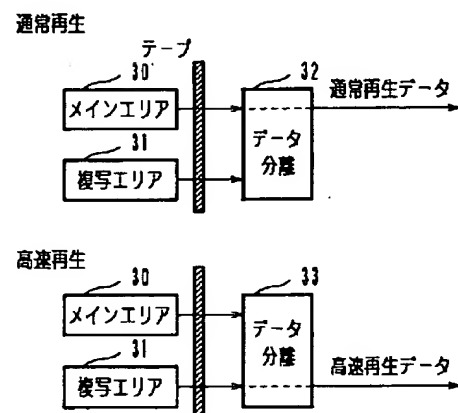 通常再生
テープ
30
32
メインエリア
通常再生データ
31
データ
分離
複写エリア
高速再生
30
33
メインエリア
データ
分離
31
複写エリア
高速再生データ